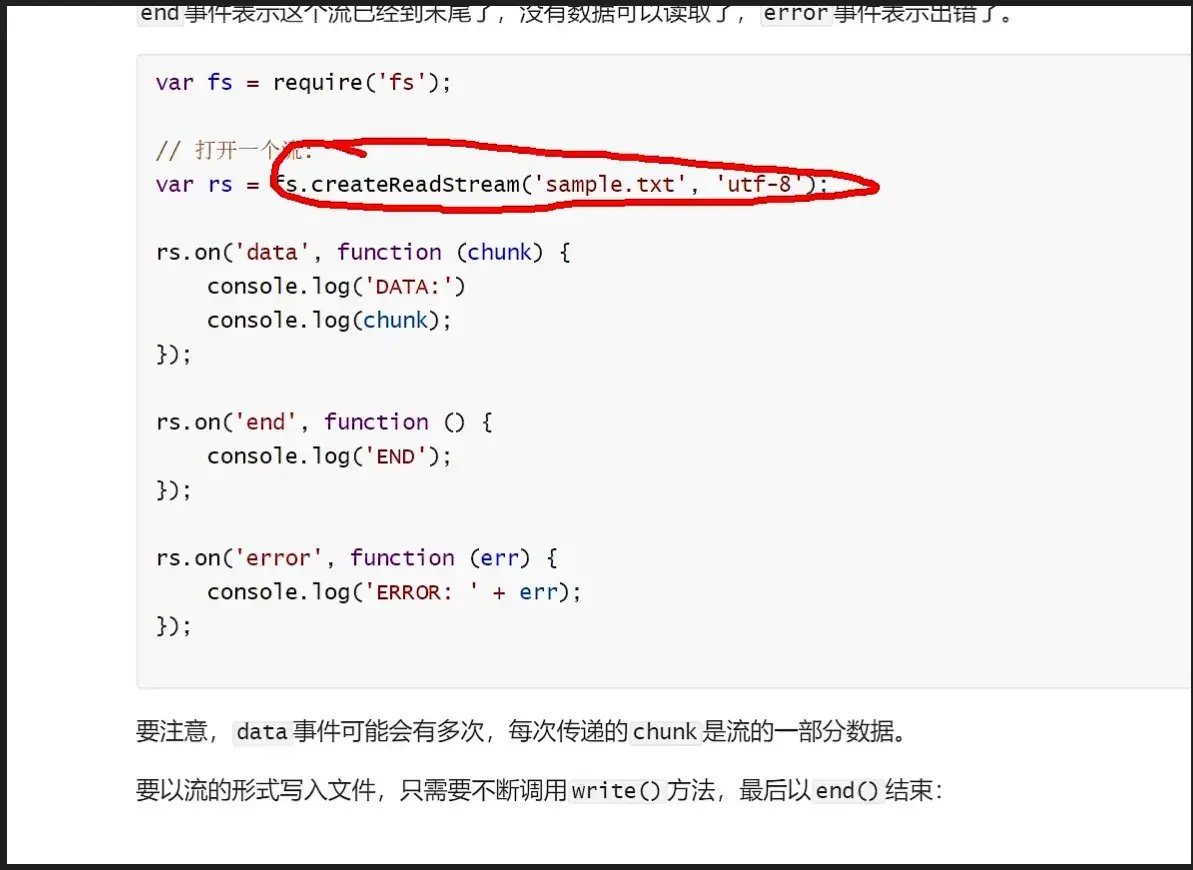 end事件表示这个流已经到末尾了，没有数据可以读取了，error事件表示出错了。
var fs = require('fs');
// 打开一个流:
var rs = fs.createReadStream('sample.txt', 'utf-8');
rs.on('data', function (chunk) {
    console.log('DATA:')
    console.log(chunk);
});
rs.on('end', function () {
    console.log('END');
});
rs.on('error', function (err) {
    console.log('ERROR: ' + err);
});
要注意，data事件可能会有多次，每次传递的chunk是流的一部分数据。
要以流的形式写入文件，只需要不断调用write()方法，最后以end()结束：